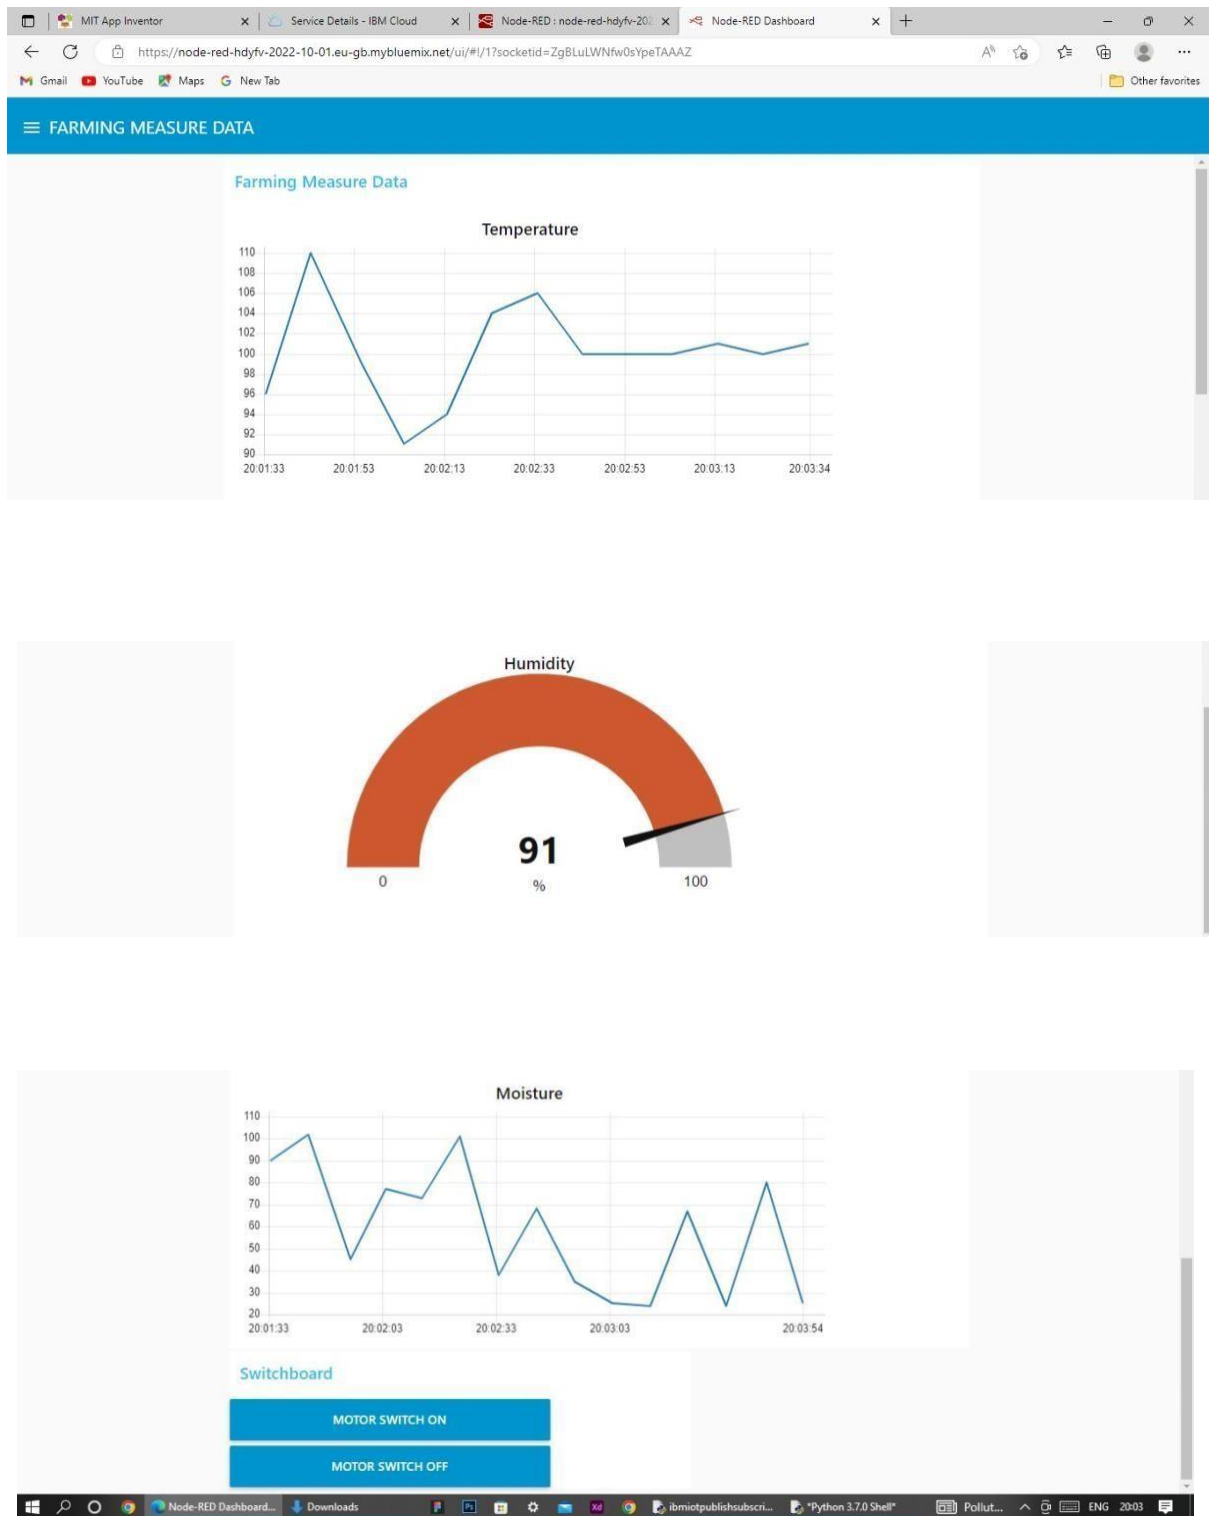 MIT App Inventor
Service Details - IBM Cloud
Node-RED : node-red-hdyfv-202
Node-RED Dashboard
https://node-red-hdyfv-2022-10-01.eu-gb.mybluemix.net/ui/#!/1?socketid=ZgBLuLWNfw0sYpeTAAAZ
Gmail YouTube Maps New Tab Other favorites
FARMING MEASURE DATA
Farming Measure Data
Temperature
110
108
106
104
102
100
98
96
94
92
90
20:01:33 20:01:53 20:02:13 20:02:33 20:02:53 20:03:13 20:03:34
Humidity
91
0 % 100
Moisture
110
100
90
80
70
60
50
40
30
20
20:01:33 20:02:03 20:02:33 20:03:03 20:03:54
Switchboard
MOTOR SWITCH ON
MOTOR SWITCH OFF
Node-RED Dashboard... Downloads Ps Xd ibmiotpublishsubscri... *Python 3.7.0 Shell* Pollut... ENG 20:03